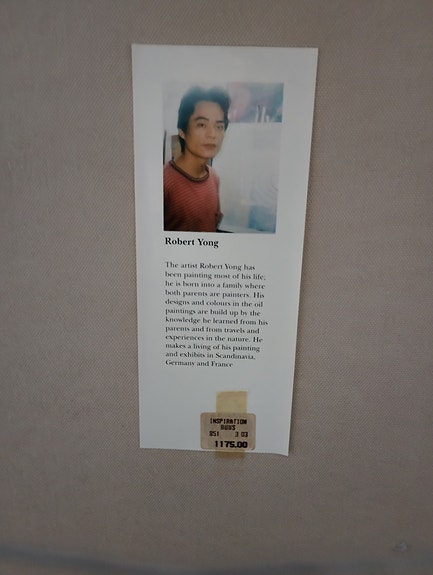 Robert Yong
The artist Robert Yong has
been painting most of his life;
he is born into a family where
both parents are painters. His
designs and colours in the oil
paintings are build up by the
knowledge he learned from his
parents and from travels and
experiences in the nature. He
makes a living of his painting
and exhibits in Scandinavia,
Germany and France
INSPIRATION
851 3 03
1175.00